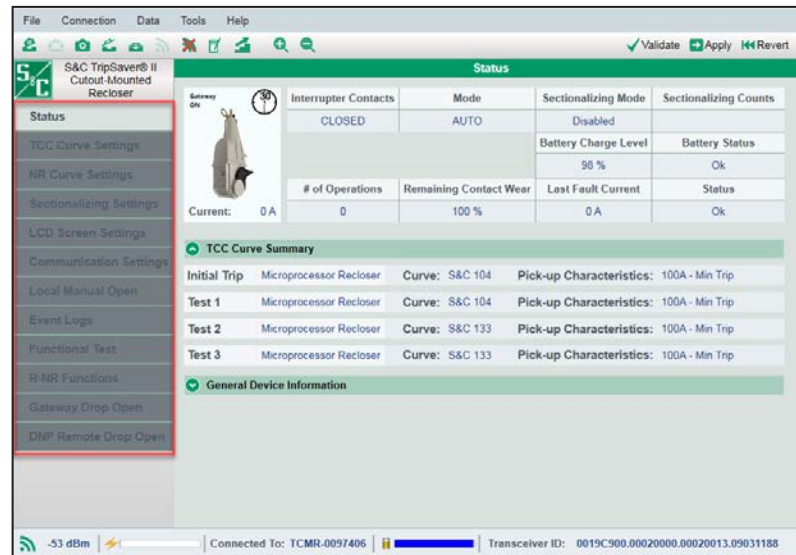 File Connection Data Tools Help
Validate Apply Revert
S&C TripSaver® II
Cutout-Mounted
Recloser
Status
S&C
Status
TCC Curve Settings
NR Curve Settings
Sectionalizing Settings
LCD Screen Settings
Communication Settings
Local Manual Open
Event Logs
Functional Test
R-NR Functions
Gateway Drop Open
DNP Remote Drop Open
Gateway
ON
30
Current: 0 A
Interrupter Contacts Mode Sectionalizing Mode Sectionalizing Counts
CLOSED AUTO Disabled
Battery Charge Level Battery Status
98 % Ok
# of Operations Remaining Contact Wear Last Fault Current Status
0 100 % 0 A Ok
TCC Curve Summary
Initial Trip Microprocessor Recloser Curve: S&C 104 Pick-up Characteristics: 100A - Min Trip
Test 1 Microprocessor Recloser Curve: S&C 104 Pick-up Characteristics: 100A - Min Trip
Test 2 Microprocessor Recloser Curve: S&C 133 Pick-up Characteristics: 100A - Min Trip
Test 3 Microprocessor Recloser Curve: S&C 133 Pick-up Characteristics: 100A - Min Trip
General Device Information
-53 dBm Connected To: TCMR-0097406 Transceiver ID: 0019C900.00020000.00020013.09031188